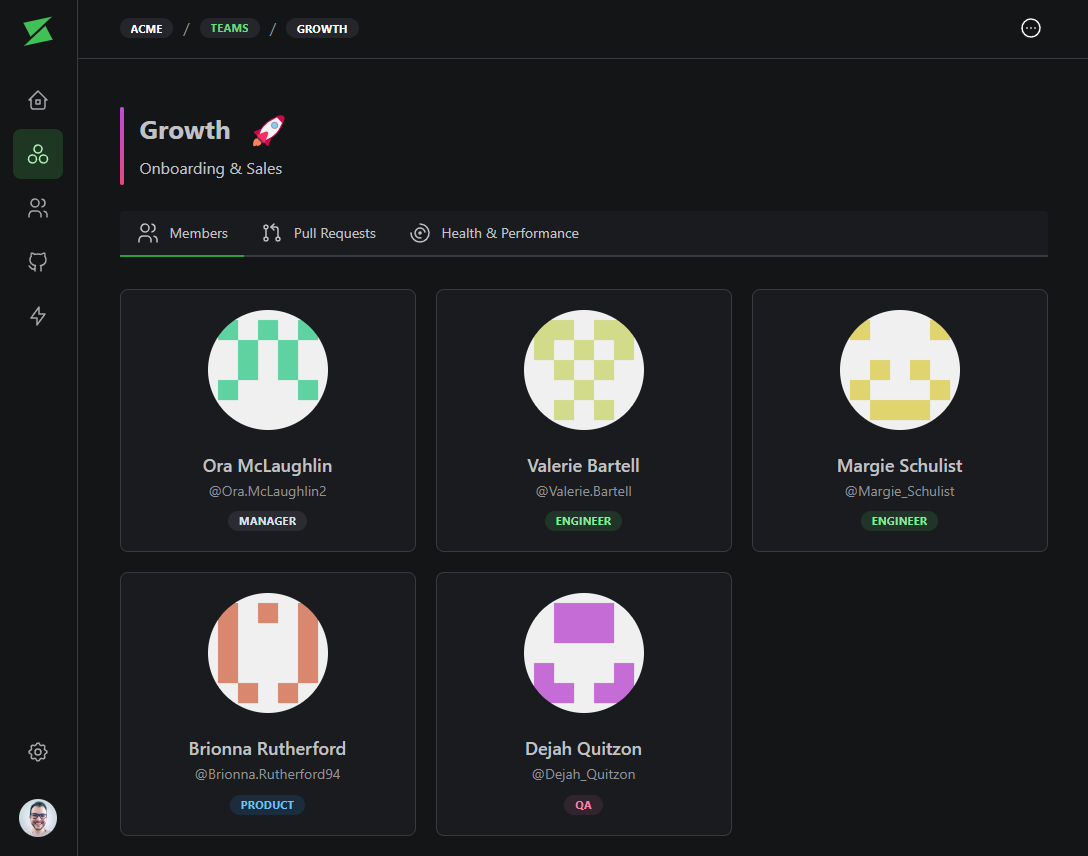 ACME / TEAMS / GROWTH
Growth
Onboarding & Sales
Members Pull Requests Health & Performance
Ora McLaughlin
@Ora.McLaughlin2
MANAGER
Valerie Bartell
@Valerie.Bartell
ENGINEER
Margie Schulist
@Margie_Schulist
ENGINEER
Brionna Rutherford
@Brionna.Rutherford94
PRODUCT
Dejah Quitzon
@Dejah_Quitzon
QA